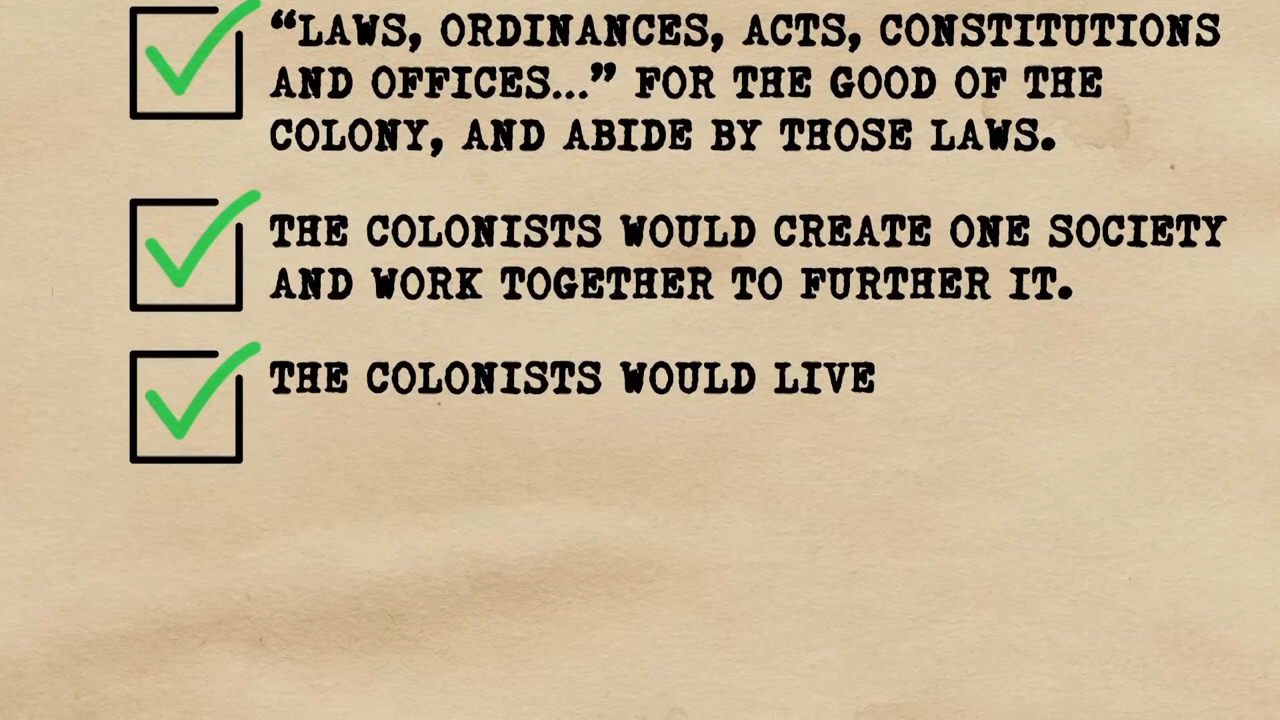 “LAWS, ORDINANCES, ACTS, CONSTITUTIONS
AND OFFICES...” FOR THE GOOD OF THE
COLONY, AND ABIDE BY THOSE LAWS.
THE COLONISTS WOULD CREATE ONE SOCIETY
AND WORK TOGETHER TO FURTHER IT.
THE COLONISTS WOULD LIVE